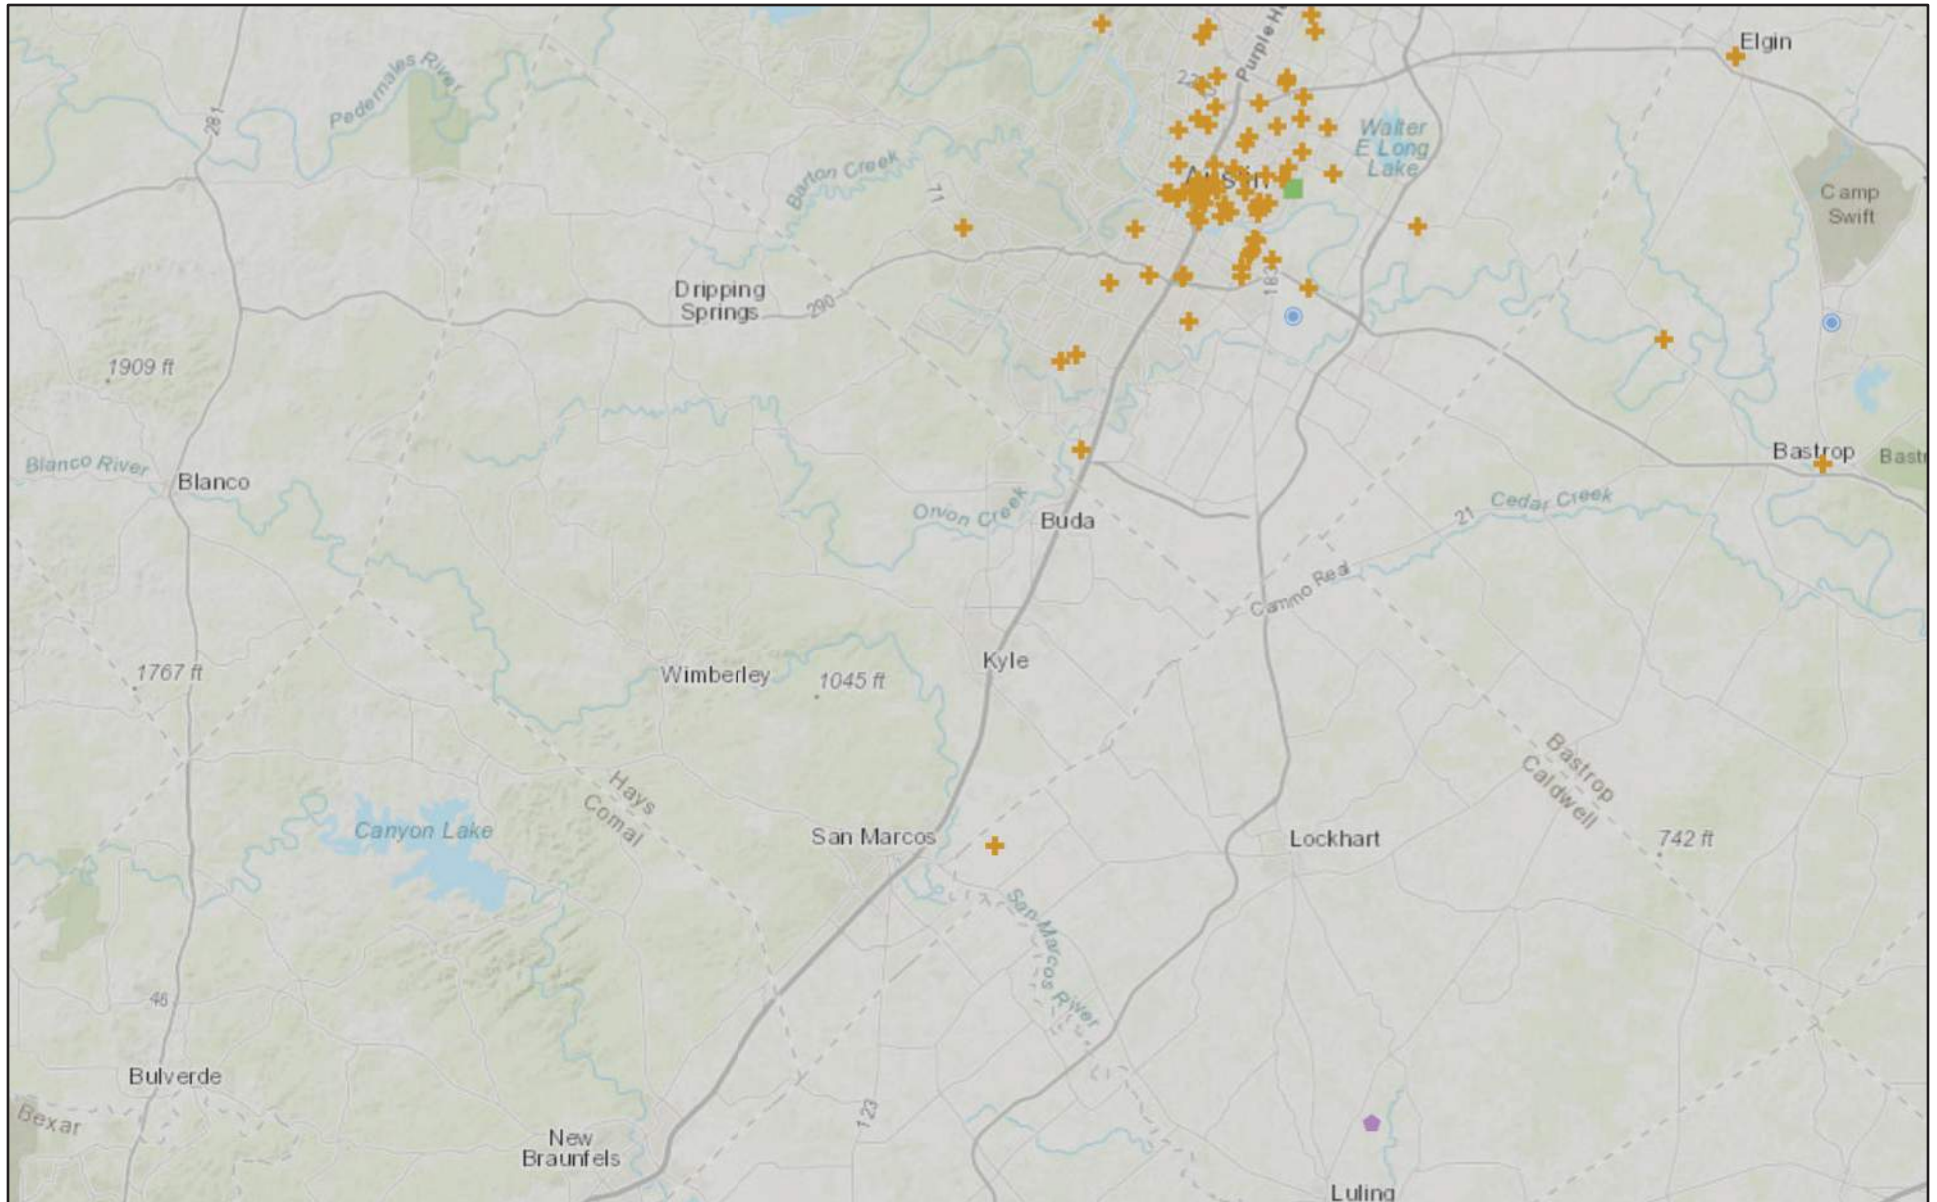 Purple He
Elgin
Pedernales River
281
Walter
E Long
Lake
Barton Creek
Austin
71
Camp
Swift
183
Dripping
Springs
290
1909 ft
Bastrop
Bastr
Blanco River
Blanco
Cedar Creek
21
Onion Creek
Buda
Camino Real
Kyle
1767 ft
Wimberley
1045 ft
Bastrop
Caldwell
Hays
Comal
Canyon Lake
San Marcos
Lockhart
742 ft
San Marcos River
46
Bulverde
123
Bexar
New
Braunfels
Luling